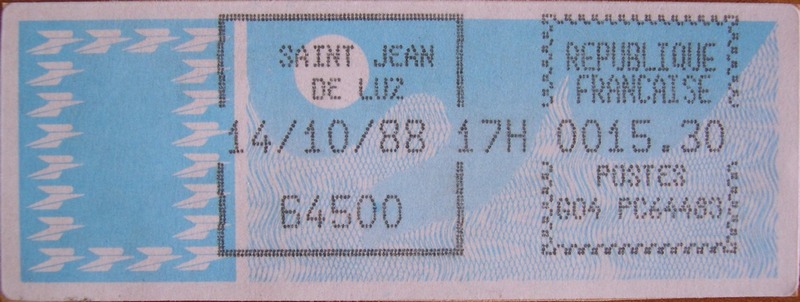 SAINT JEAN
DE LUZ
14/10/88 17H
64500
REPUBLIQUE
FRANCAISE
0015.30
POSTES
G04 PC64483